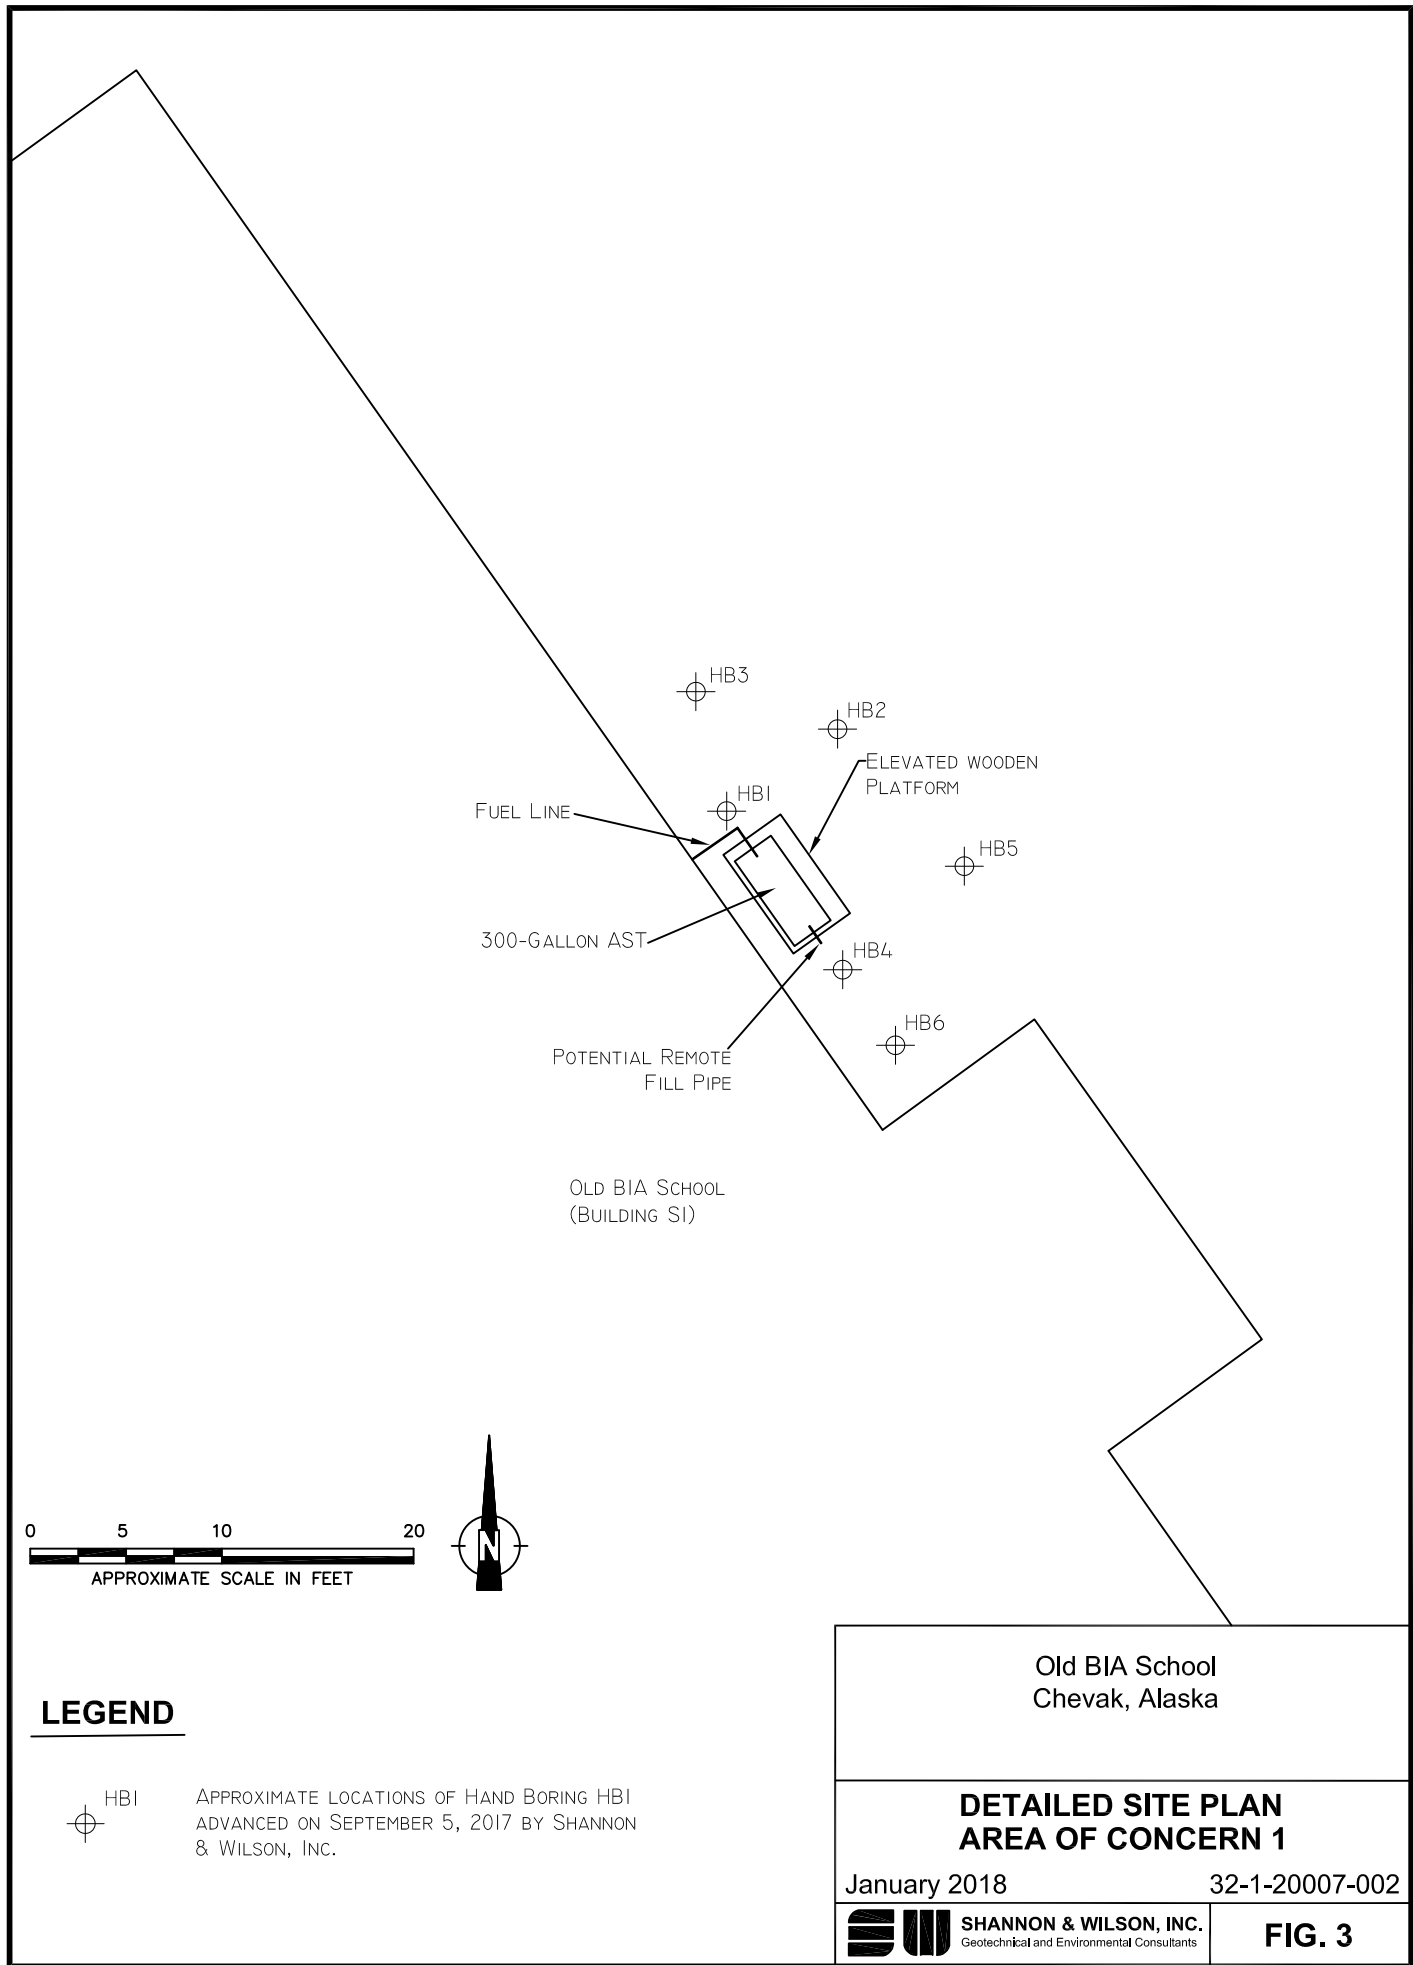 HB3
HB2
ELEVATED WOODEN
PLATFORM
HB1
FUEL LINE
HB5
300-GALLON AST
HB4
HB6
POTENTIAL REMOTE
FILL PIPE
OLD BIA SCHOOL
(BUILDING S1)
0 5 10 20
APPROXIMATE SCALE IN FEET
N
LEGEND
HB1
APPROXIMATE LOCATIONS OF HAND BORING HB1
ADVANCED ON SEPTEMBER 5, 2017 BY SHANNON
& WILSON, INC.
Old BIA School
Chevak, Alaska
DETAILED SITE PLAN
AREA OF CONCERN 1
January 2018 32-1-20007-002
SHANNON & WILSON, INC.
Geotechnical and Environmental Consultants
FIG. 3